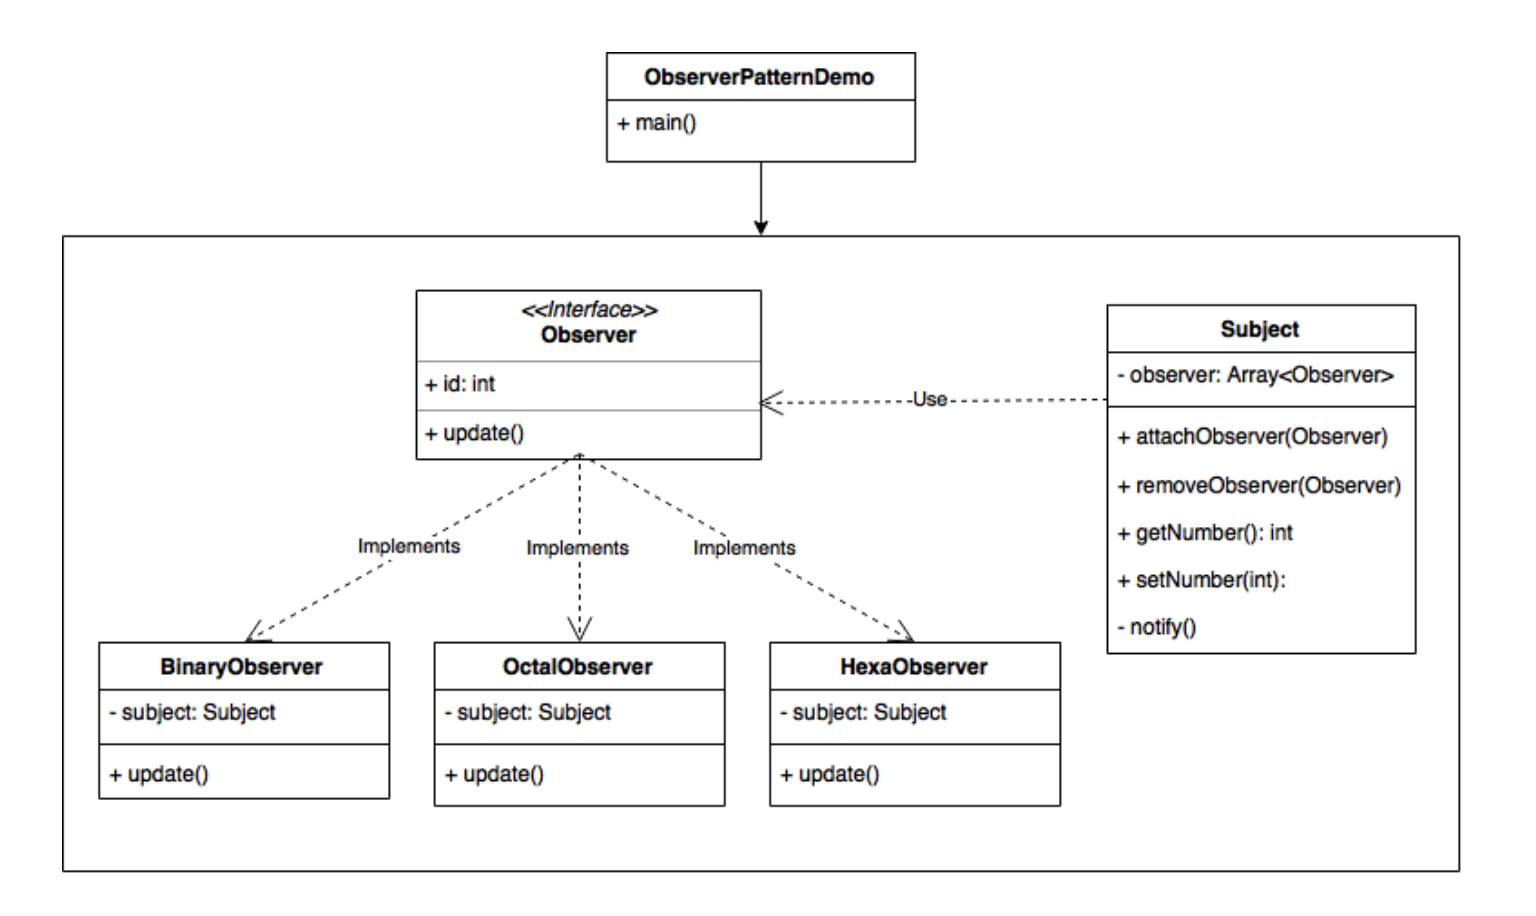 ObserverPatternDemo
+ main()
<<Interface>>
Observer
+ id: int
+ update()
Use
Subject
- observer: Array<Observer>
+ attachObserver(Observer)
+ removeObserver(Observer)
+ getNumber(): int
+ setNumber(int):
- notify()
Implements
Implements
Implements
BinaryObserver
- subject: Subject
+ update()
OctalObserver
- subject: Subject
+ update()
HexaObserver
- subject: Subject
+ update()